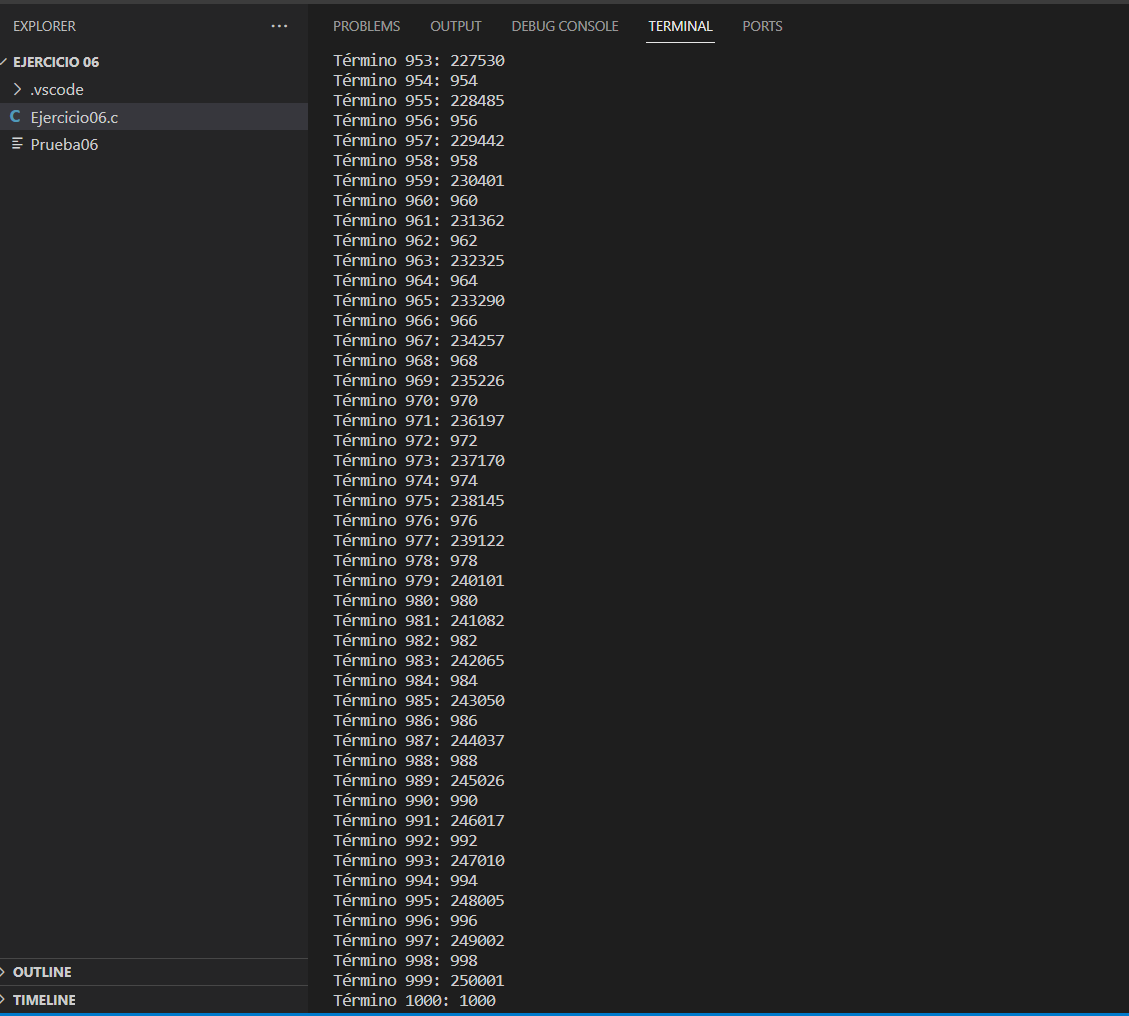 EXPLORER
EJERCICIO 06
.vscode
C Ejercicio06.c
Prueba06
OUTLINE
TIMELINE
PROBLEMS OUTPUT DEBUG CONSOLE TERMINAL PORTS
Término 953: 227530
Término 954: 954
Término 955: 228485
Término 956: 956
Término 957: 229442
Término 958: 958
Término 959: 230401
Término 960: 960
Término 961: 231362
Término 962: 962
Término 963: 232325
Término 964: 964
Término 965: 233290
Término 966: 966
Término 967: 234257
Término 968: 968
Término 969: 235226
Término 970: 970
Término 971: 236197
Término 972: 972
Término 973: 237170
Término 974: 974
Término 975: 238145
Término 976: 976
Término 977: 239122
Término 978: 978
Término 979: 240101
Término 980: 980
Término 981: 241082
Término 982: 982
Término 983: 242065
Término 984: 984
Término 985: 243050
Término 986: 986
Término 987: 244037
Término 988: 988
Término 989: 245026
Término 990: 990
Término 991: 246017
Término 992: 992
Término 993: 247010
Término 994: 994
Término 995: 248005
Término 996: 996
Término 997: 249002
Término 998: 998
Término 999: 250001
Término 1000: 1000